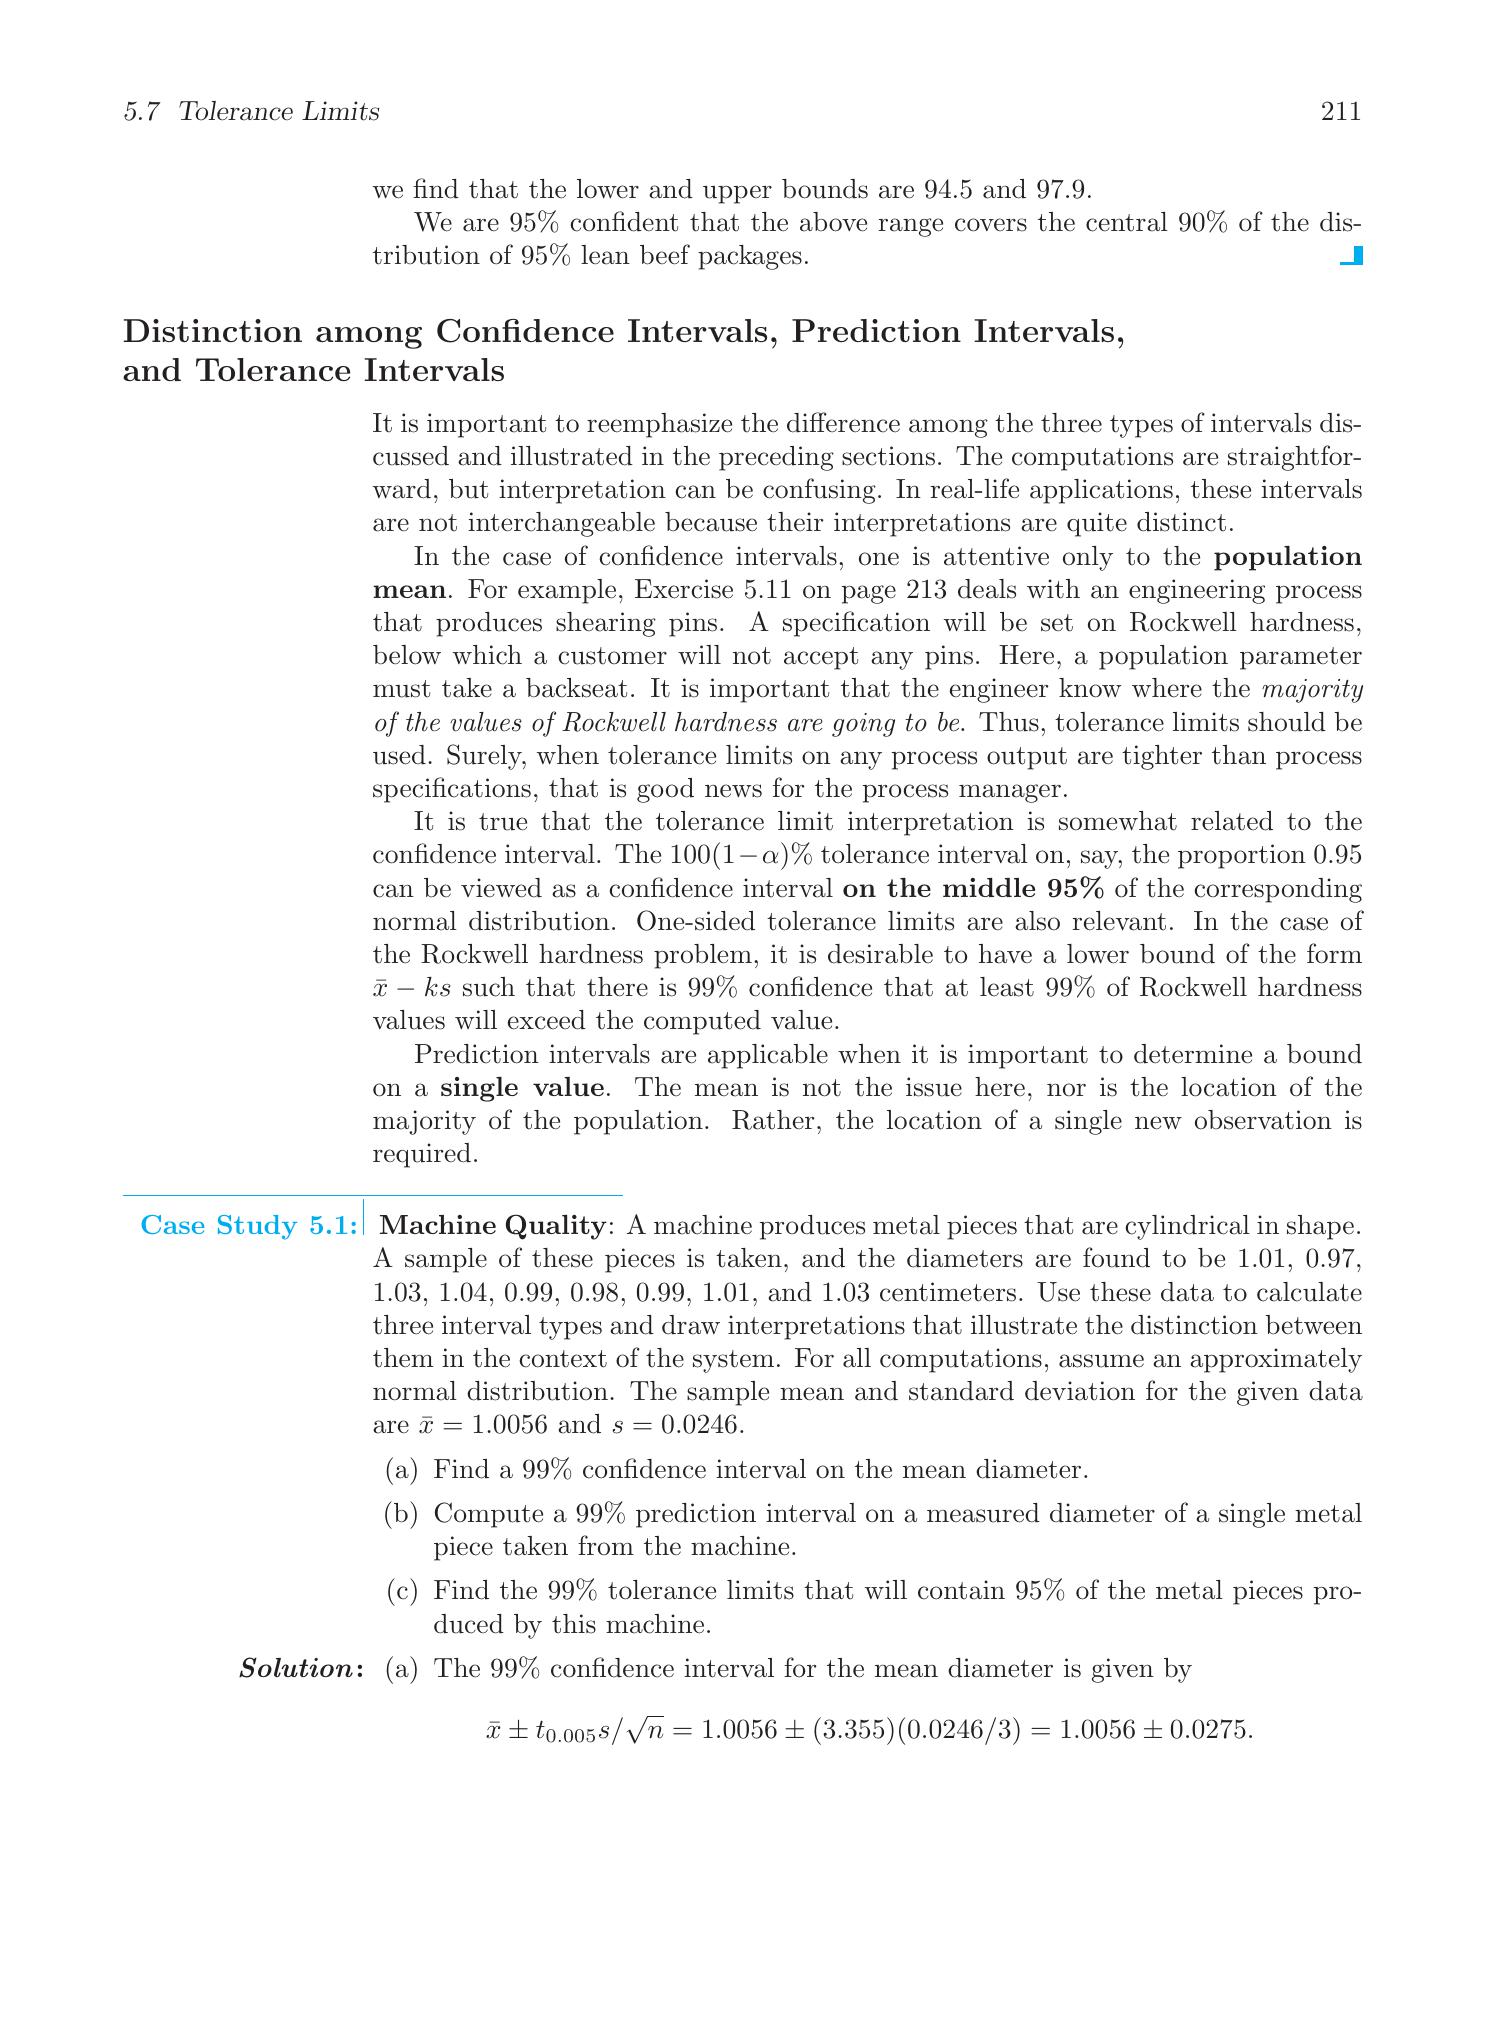 5.7 Tolerance Limits 211
we find that the lower and upper bounds are 94.5 and 97.9.
We are 95% confident that the above range covers the central 90% of the dis-
tribution of 95% lean beef packages.
Distinction among Confidence Intervals, Prediction Intervals,
and Tolerance Intervals
It is important to reemphasize the difference among the three types of intervals dis-
cussed and illustrated in the preceding sections. The computations are straightfor-
ward, but interpretation can be confusing. In real-life applications, these intervals
are not interchangeable because their interpretations are quite distinct.
In the case of confidence intervals, one is attentive only to the population
mean. For example, Exercise 5.11 on page 213 deals with an engineering process
that produces shearing pins. A specification will be set on Rockwell hardness,
below which a customer will not accept any pins. Here, a population parameter
must take a backseat. It is important that the engineer know where the majority
of the values of Rockwell hardness are going to be. Thus, tolerance limits should be
used. Surely, when tolerance limits on any process output are tighter than process
specifications, that is good news for the process manager.
It is true that the tolerance limit interpretation is somewhat related to the
confidence interval. The 100(1−α)% tolerance interval on, say, the proportion 0.95
can be viewed as a confidence interval on the middle 95% of the corresponding
normal distribution. One-sided tolerance limits are also relevant. In the case of
the Rockwell hardness problem, it is desirable to have a lower bound of the form
x̄ − ks such that there is 99% confidence that at least 99% of Rockwell hardness
values will exceed the computed value.
Prediction intervals are applicable when it is important to determine a bound
on a single value. The mean is not the issue here, nor is the location of the
majority of the population. Rather, the location of a single new observation is
required.
Case Study 5.1: Machine Quality: A machine produces metal pieces that are cylindrical in shape.
A sample of these pieces is taken, and the diameters are found to be 1.01, 0.97,
1.03, 1.04, 0.99, 0.98, 0.99, 1.01, and 1.03 centimeters. Use these data to calculate
three interval types and draw interpretations that illustrate the distinction between
them in the context of the system. For all computations, assume an approximately
normal distribution. The sample mean and standard deviation for the given data
are x̄ = 1.0056 and s = 0.0246.
(a) Find a 99% confidence interval on the mean diameter.
(b) Compute a 99% prediction interval on a measured diameter of a single metal
piece taken from the machine.
(c) Find the 99% tolerance limits that will contain 95% of the metal pieces pro-
duced by this machine.
Solution: (a) The 99% confidence interval for the mean diameter is given by
x̄ ± t₀.₀₀₅s/√n = 1.0056 ± (3.355)(0.0246/3) = 1.0056 ± 0.0275.